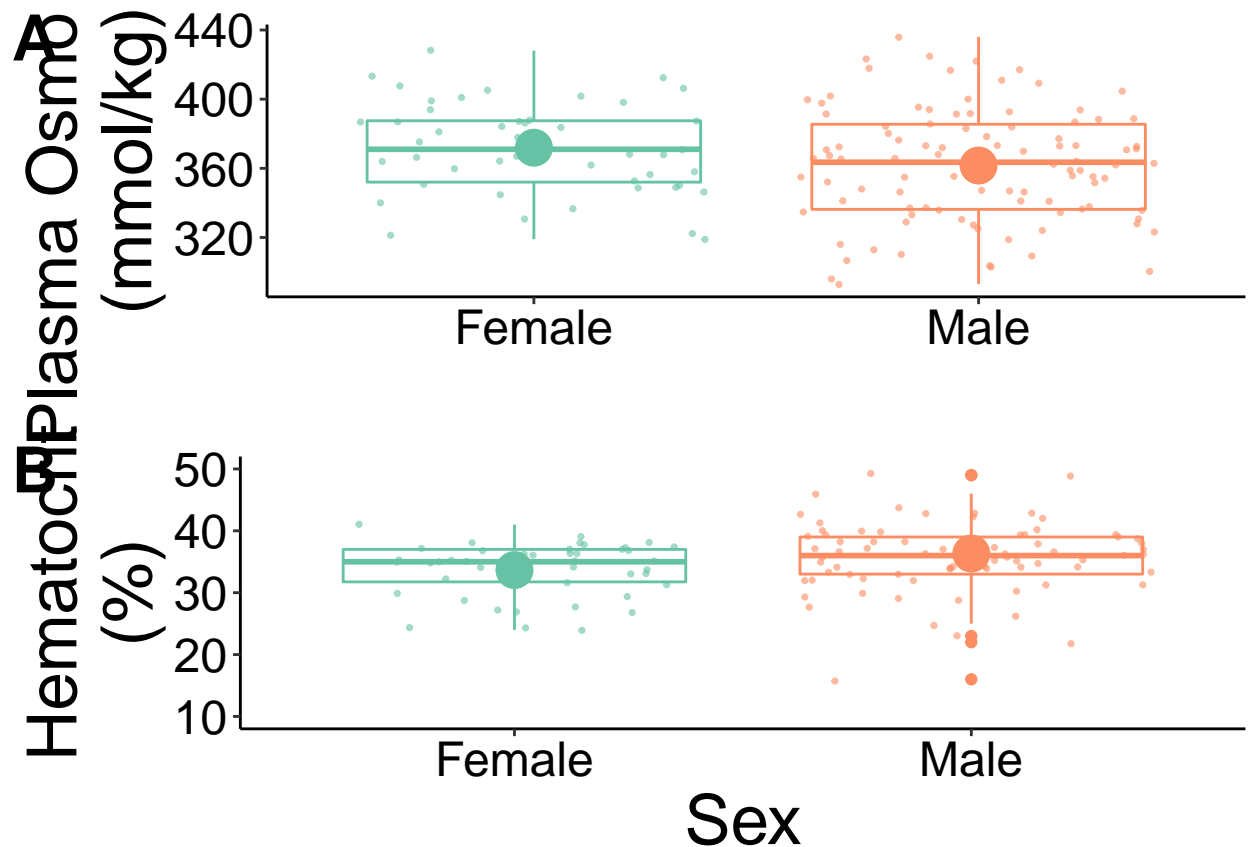 A
Plasma Osmo
(mmol/kg)
440
400
360
320
Female
Male
B
Hematocrit
(%)
50
40
30
20
10
Female
Male
Sex